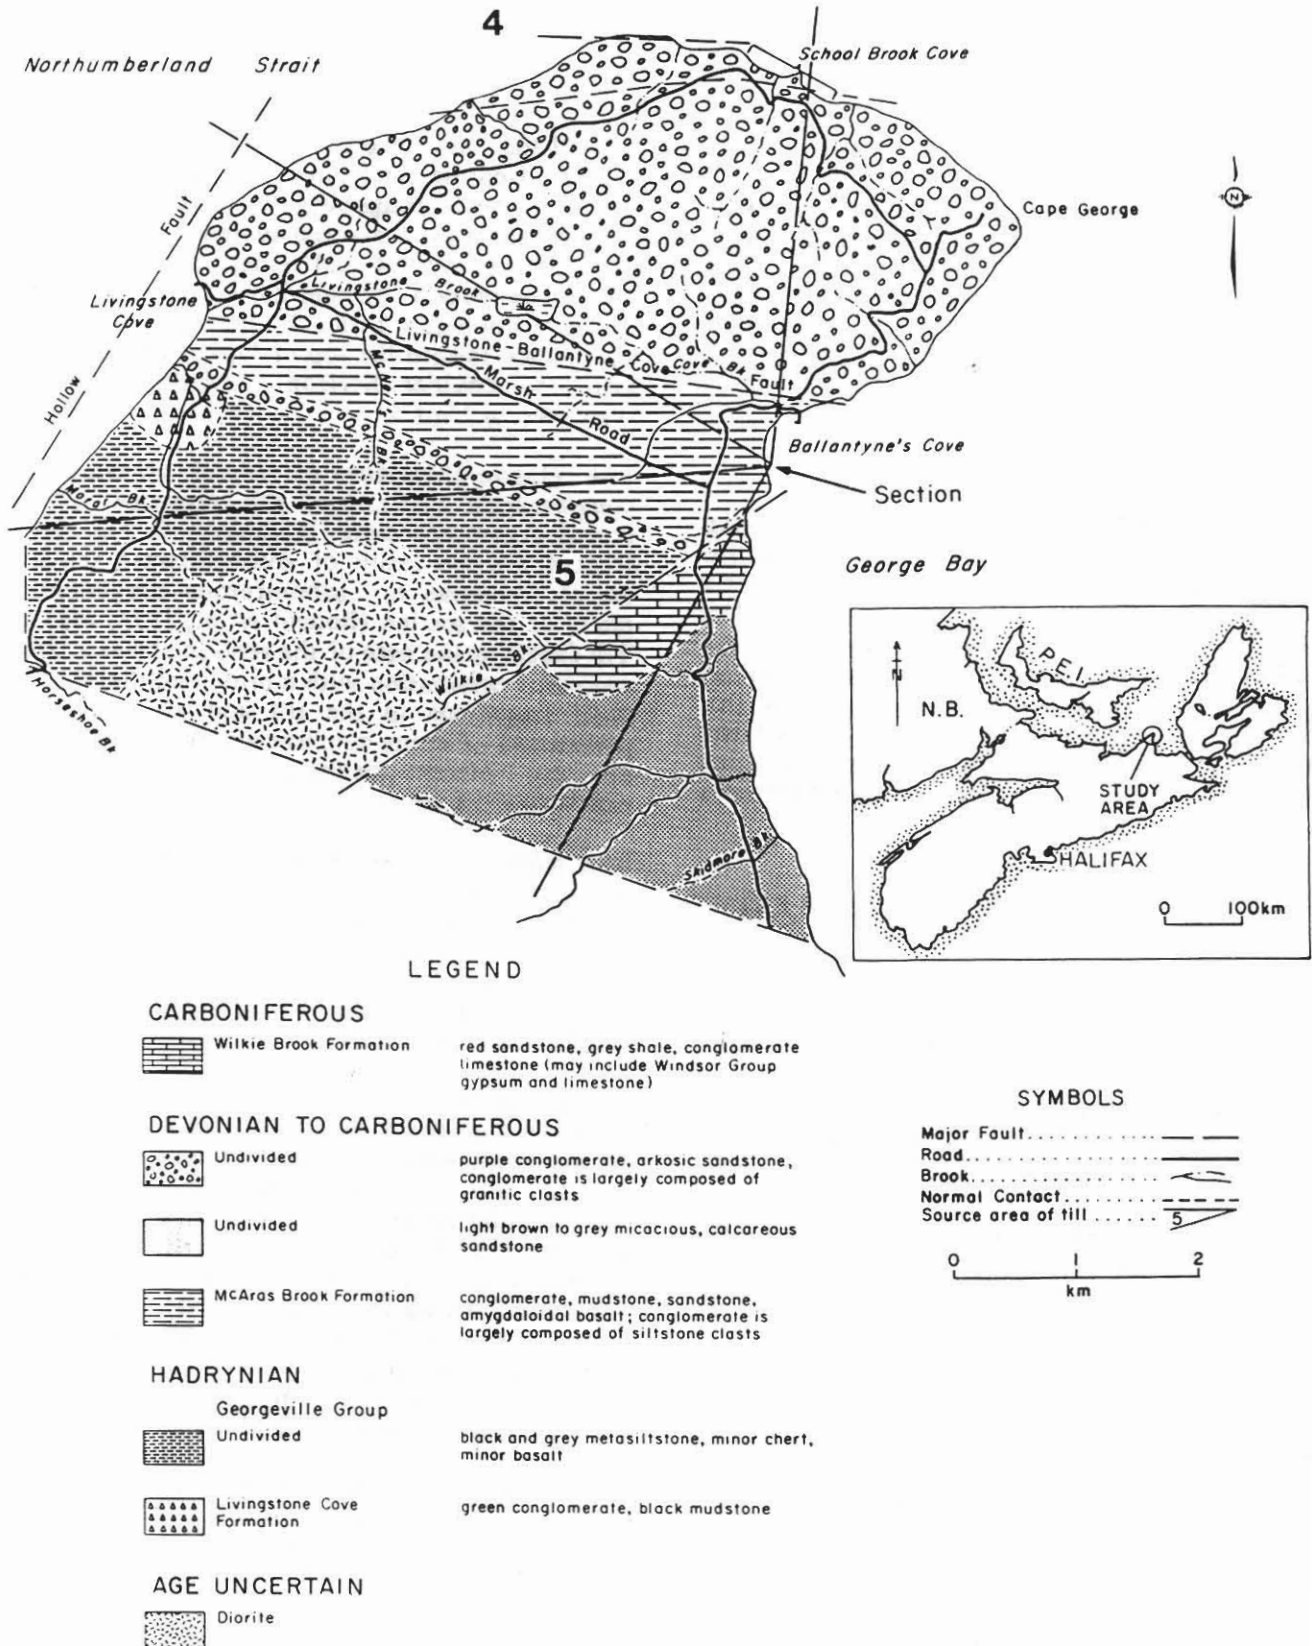 4
Northumberland Strait
School Brook Cove
Fault
Cape George
N
Livingstone
Cove
Livingstone Brook
Livingstone-Ballantyne Cove Fault
Cove Bk
Marsh
Road
Hollow
Ballantyne's Cove
Section
5
George Bay
Wilkie Bk
Horseshoe Bk
Skidmore Bk.
P.E.I.
N
N.B.
STUDY
AREA
HALIFAX
0 100km
LEGEND
CARBONIFEROUS
Wilkie Brook Formation
red sandstone, grey shale, conglomerate
limestone (may include Windsor Group
gypsum and limestone)
DEVONIAN TO CARBONIFEROUS
Undivided
purple conglomerate, arkosic sandstone,
conglomerate is largely composed of
granitic clasts
Undivided
light brown to grey micacious, calcareous
sandstone
McAras Brook Formation
conglomerate, mudstone, sandstone,
amygdaloidal basalt; conglomerate is
largely composed of siltstone clasts
HADRYNIAN
Georgeville Group
Undivided
black and grey metasiltstone, minor chert,
minor basalt
Livingstone Cove
Formation
green conglomerate, black mudstone
AGE UNCERTAIN
Diorite
SYMBOLS
Major Fault
Road
Brook
Normal Contact
Source area of till 5
0 1 2
km